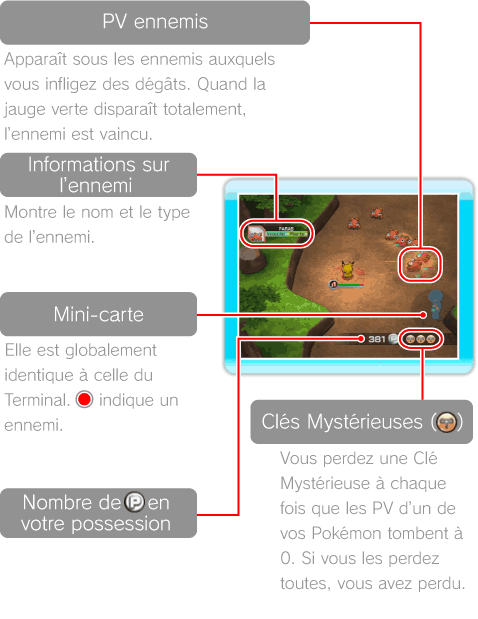 PV ennemis
Apparaît sous les ennemis auxquels
vous infligez des dégâts. Quand la
jauge verte disparaît totalement,
l'ennemi est vaincu.
Informations sur
l'ennemi
Montre le nom et le type
de l'ennemi.
PARAS
Insecte Plante
Mini-carte
Elle est globalement
identique à celle du
Terminal. indique un
ennemi.
381 P
Clés Mystérieuses ( )
Vous perdez une Clé
Mystérieuse à chaque
fois que les PV d'un de
vos Pokémon tombent à
0. Si vous les perdez
toutes, vous avez perdu.
Nombre de P en
votre possession